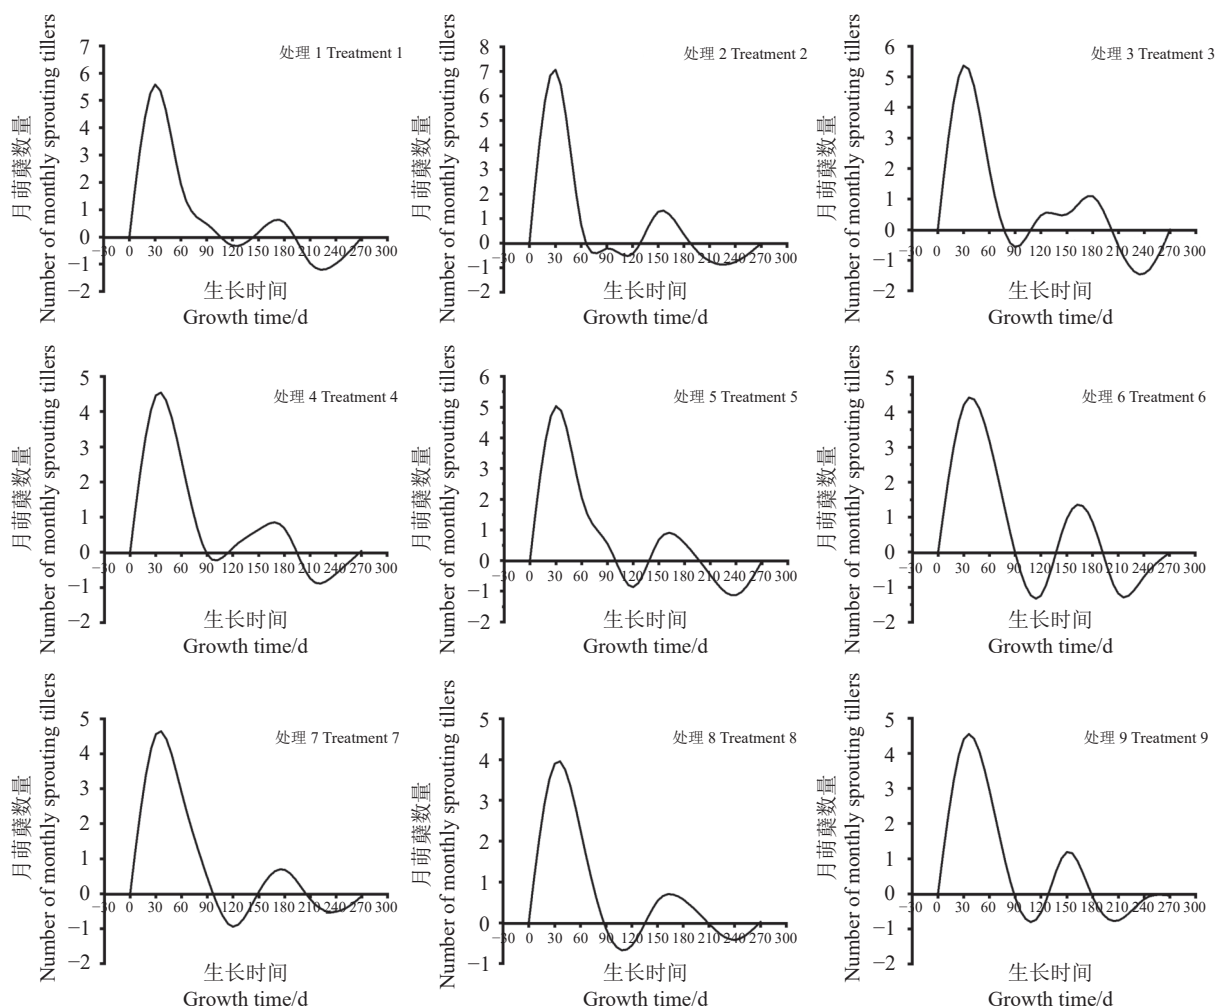 月萌蘖数量
Number of monthly sprouting tillers
处理 1 Treatment 1
7
6
5
4
3
2
1
0
−1
−2
−30 0 30 60 90 120 150 180 210 240 270 300
生长时间
Growth time/d
月萌蘖数量
Number of monthly sprouting tillers
处理 2 Treatment 2
8
7
6
5
4
3
2
1
0
−1
−2
−30 0 30 60 90 120 150 180 210 240 270 300
生长时间
Growth time/d
月萌蘖数量
Number of monthly sprouting tillers
处理 3 Treatment 3
6
5
4
3
2
1
0
−1
−2
−30 0 30 60 90 120 150 180 210 240 270 300
生长时间
Growth time/d
月萌蘖数量
Number of monthly sprouting tillers
处理 4 Treatment 4
5
4
3
2
1
0
−1
−2
−30 0 30 60 90 120 150 180 210 240 270 300
生长时间
Growth time/d
月萌蘖数量
Number of monthly sprouting tillers
处理 5 Treatment 5
6
5
4
3
2
1
0
−1
−2
−30 0 30 60 90 120 150 180 210 240 270 300
生长时间
Growth time/d
月萌蘖数量
Number of monthly sprouting tillers
处理 6 Treatment 6
5
4
3
2
1
0
−1
−2
−30 0 30 60 90 120 150 180 210 240 270 300
生长时间
Growth time/d
月萌蘖数量
Number of monthly sprouting tillers
处理 7 Treatment 7
5
4
3
2
1
0
−1
−2
−30 0 30 60 90 120 150 180 210 240 270 300
生长时间
Growth time/d
月萌蘖数量
Number of monthly sprouting tillers
处理 8 Treatment 8
5
4
3
2
1
0
−1
−30 0 30 60 90 120 150 180 210 240 270 300
生长时间
Growth time/d
月萌蘖数量
Number of monthly sprouting tillers
处理 9 Treatment 9
5
4
3
2
1
0
−1
−2
−30 0 30 60 90 120 150 180 210 240 270 300
生长时间
Growth time/d